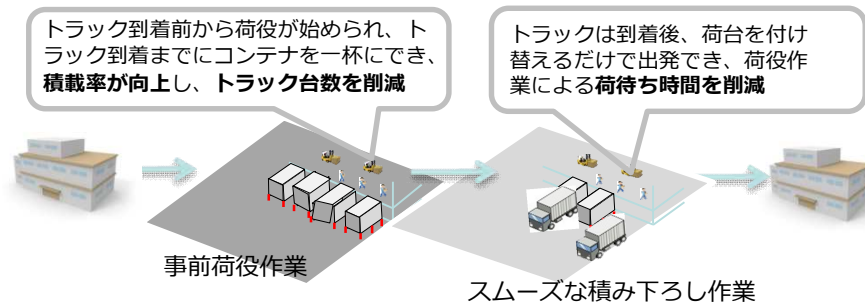 トラック到着前から荷役が始められ、ト
ラック到着までにコンテナを一杯にでき、
積載率が向上し、トラック台数を削減
トラックは到着後、荷台を付け
替えるだけで出発でき、荷役作
業による荷待ち時間を削減
事前荷役作業
スムーズな積み下ろし作業